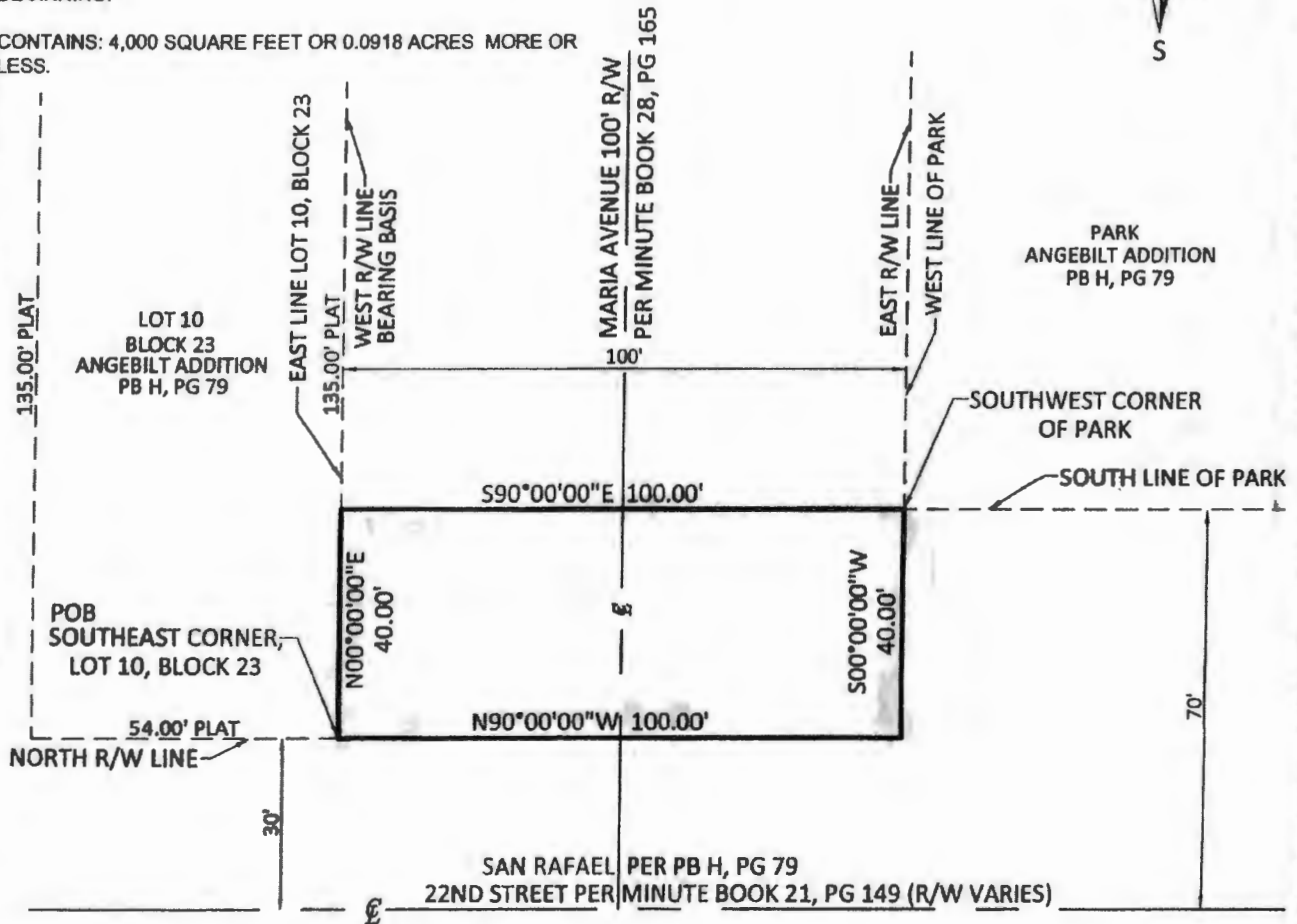 CONTAINS: 4,000 SQUARE FEET OR 0.0918 ACRES MORE OR
LESS.
S
135.00' PLAT
LOT 10
BLOCK 23
ANGEBILT ADDITION
PB H, PG 79
EAST LINE LOT 10, BLOCK 23
135.00' PLAT
WEST R/W LINE
BEARING BASIS
MARIA AVENUE 100' R/W
PER MINUTE BOOK 28, PG 165
100'
EAST R/W LINE
WEST LINE OF PARK
PARK
ANGEBILT ADDITION
PB H, PG 79
SOUTHWEST CORNER
OF PARK
SOUTH LINE OF PARK
S90°00'00"E 100.00'
N00°00'00"E
40.00'
S00°00'00"W
40.00'
POB
SOUTHEAST CORNER,
LOT 10, BLOCK 23
N90°00'00"W 100.00'
54.00' PLAT
NORTH R/W LINE
30'
70'
SAN RAFAEL PER PB H, PG 79
22ND STREET PER MINUTE BOOK 21, PG 149 (R/W VARIES)